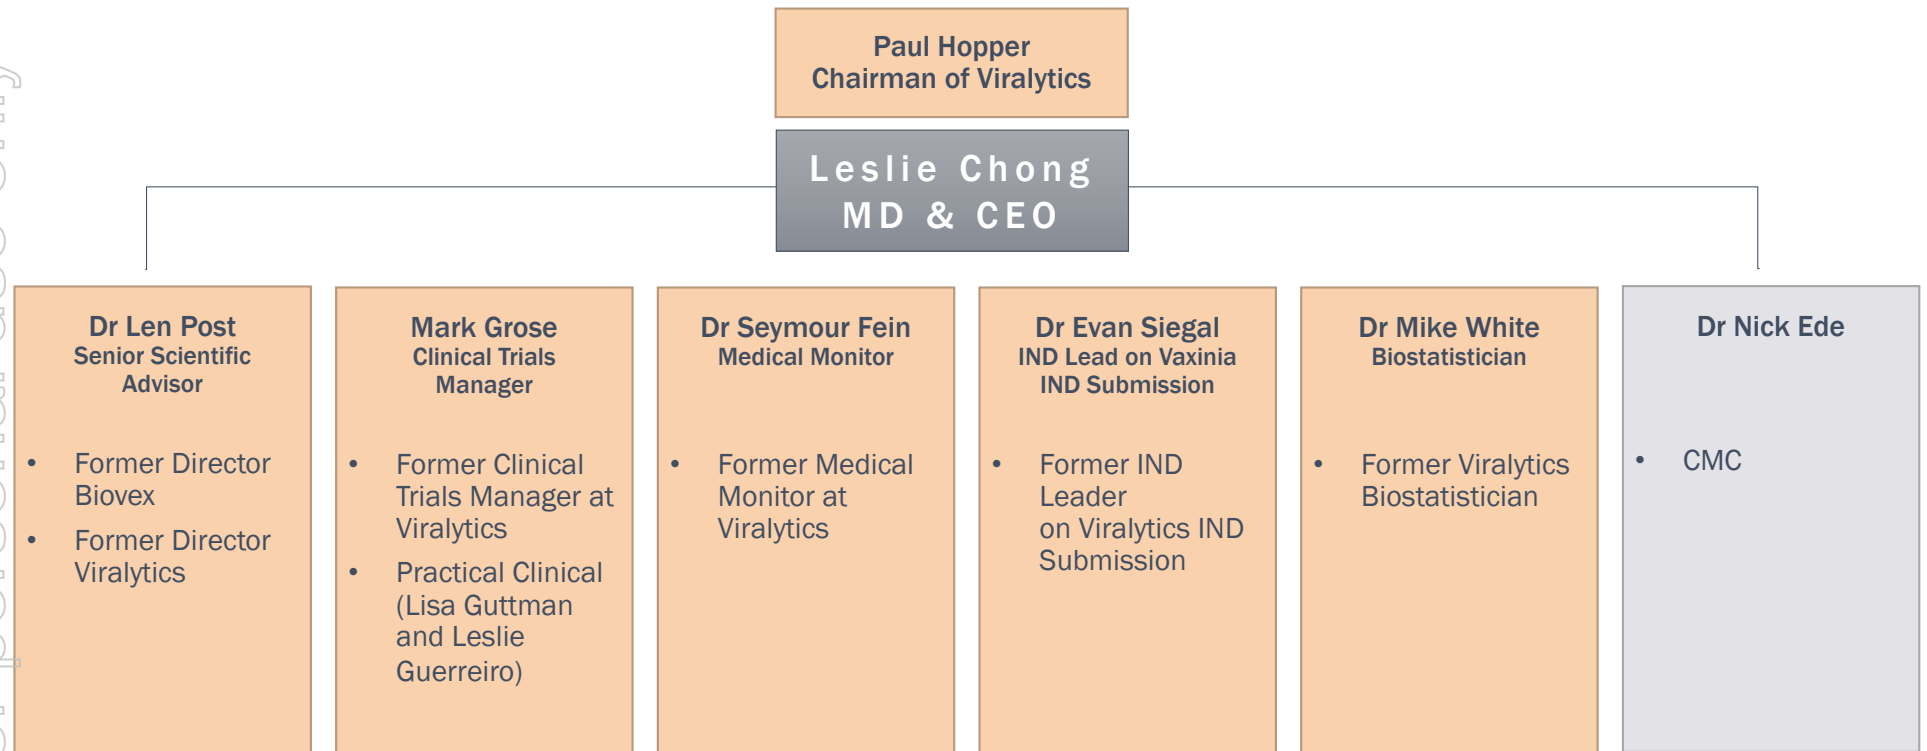 Paul Hopper
Chairman of Viralytics
Leslie Chong
MD & CEO
Dr Len Post
Senior Scientific
Advisor
• Former Director
Biovex
• Former Director
Viralytics
Mark Grose
Clinical Trials
Manager
• Former Clinical
Trials Manager at
Viralytics
• Practical Clinical
(Lisa Guttman
and Leslie
Guerreiro)
Dr Seymour Fein
Medical Monitor
• Former Medical
Monitor at
Viralytics
Dr Evan Siegal
IND Lead on Vaxinia
IND Submission
• Former IND
Leader
on Viralytics IND
Submission
Dr Mike White
Biostatistician
• Former Viralytics
Biostatistician
Dr Nick Ede
• CMC